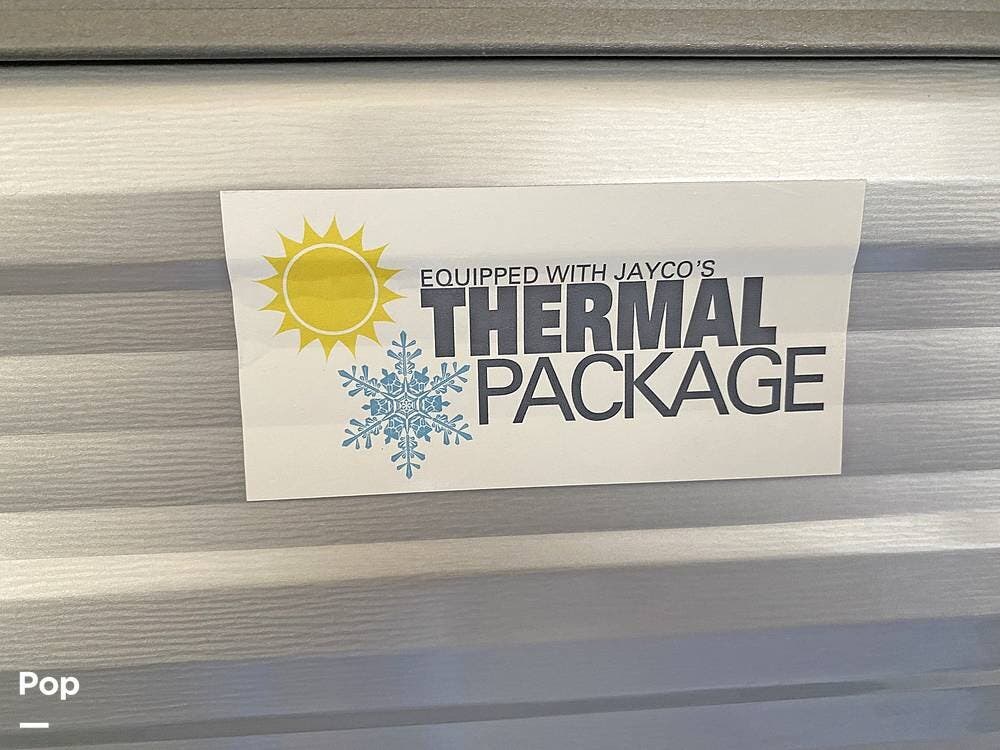 EQUIPPED WITH JAYCO'S
THERMAL
PACKAGE
Pop